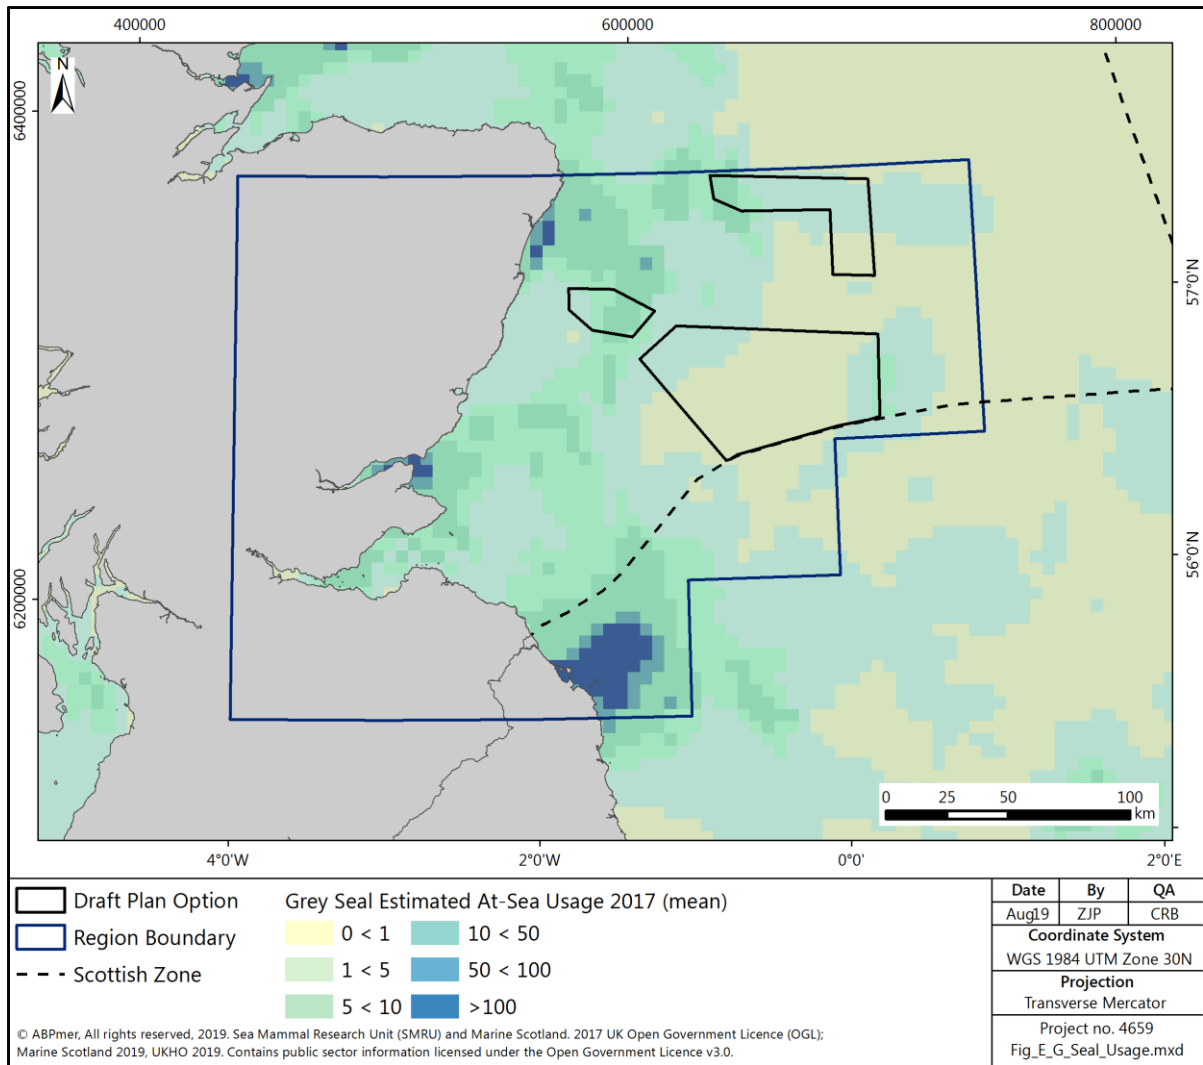 400000
600000
800000
N
6400000
6200000
57°0'N
56°0'N
0 25 50 100
km
4°0'W
2°0'W
0°0'
2°0'E
Draft Plan Option
Region Boundary
Scottish Zone
Grey Seal Estimated At-Sea Usage 2017 (mean)
0 < 1
1 < 5
5 < 10
10 < 50
50 < 100
>100
© ABPmer, All rights reserved, 2019. Sea Mammal Research Unit (SMRU) and Marine Scotland. 2017 UK Open Government Licence (OGL);
Marine Scotland 2019, UKHO 2019. Contains public sector information licensed under the Open Government Licence v3.0.
Date By QA
Aug19 ZJP CRB
Coordinate System
WGS 1984 UTM Zone 30N
Projection
Transverse Mercator
Project no. 4659
Fig_E_G_Seal_Usage.mxd